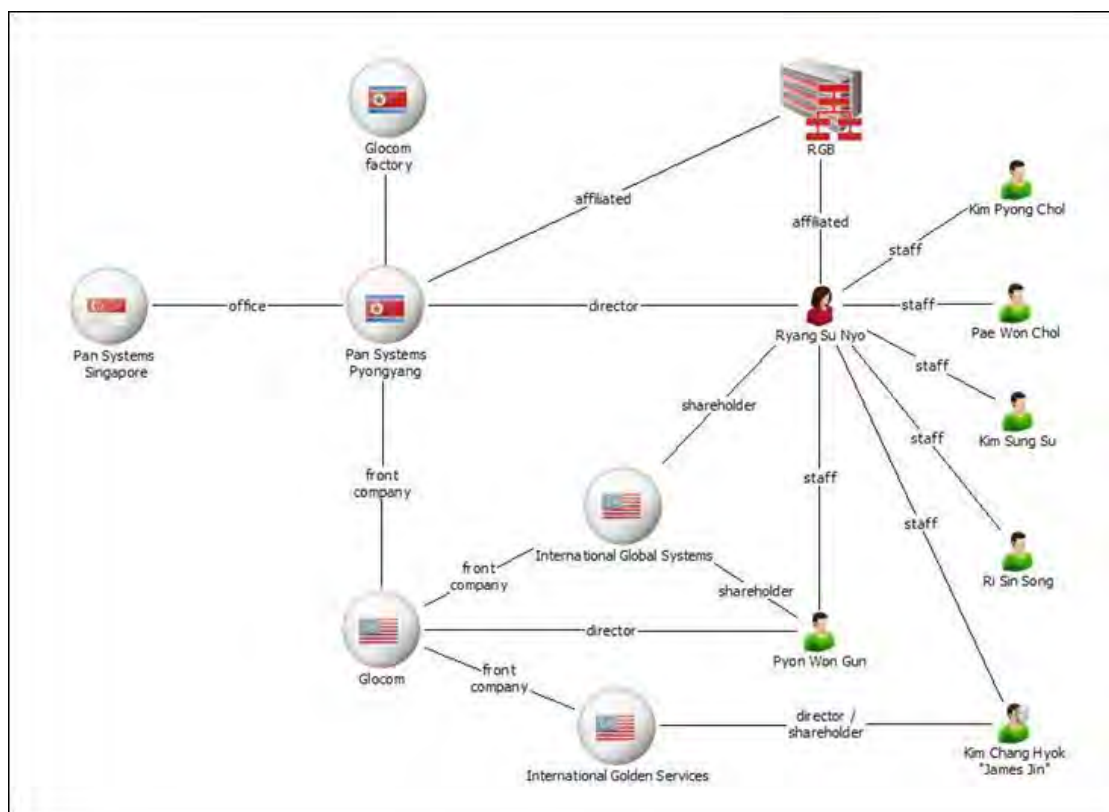 Glocom
factory
RGB
affiliated
affiliated
Kim Pyong Chol
staff
Pan Systems
Singapore
office
Pan Systems
Pyongyang
director
Ryang Su Nyo
staff
Pae Won Chol
staff
Kim Sung Su
shareholder
staff
front
company
staff
staff
International Global Systems
Ri Sin Song
front
company
shareholder
Glocom
director
Pyon Won Gun
front
company
International Golden Services
director /
shareholder
Kim Chang Hyok
"James Jin"